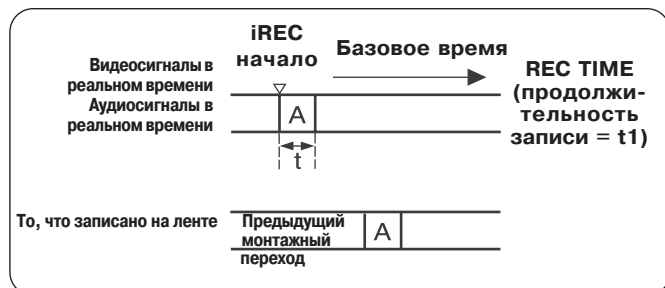 iREC
начало
Базовое время
Видеосигналы в
реальном времени
Аудиосигналы в
реальном времени
REC TIME
(продолжи-
тельность
записи = t1)
A
t
То, что записано на ленте
Предыдущий
монтажный
переход
A